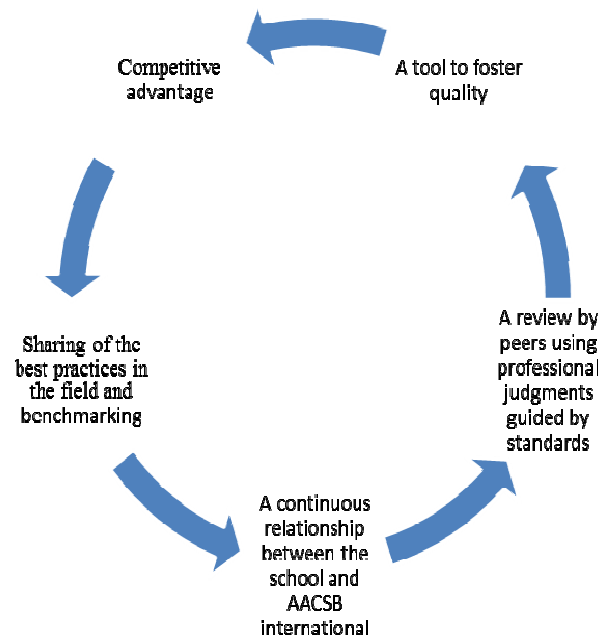 Competitive
advantage
A tool to foster
quality
Sharing of the
best practices in
the field and
benchmarking
A review by
peers using
professional
judgments
guided by
standards
A continuous
relationship
between the
school and
AACSB
international